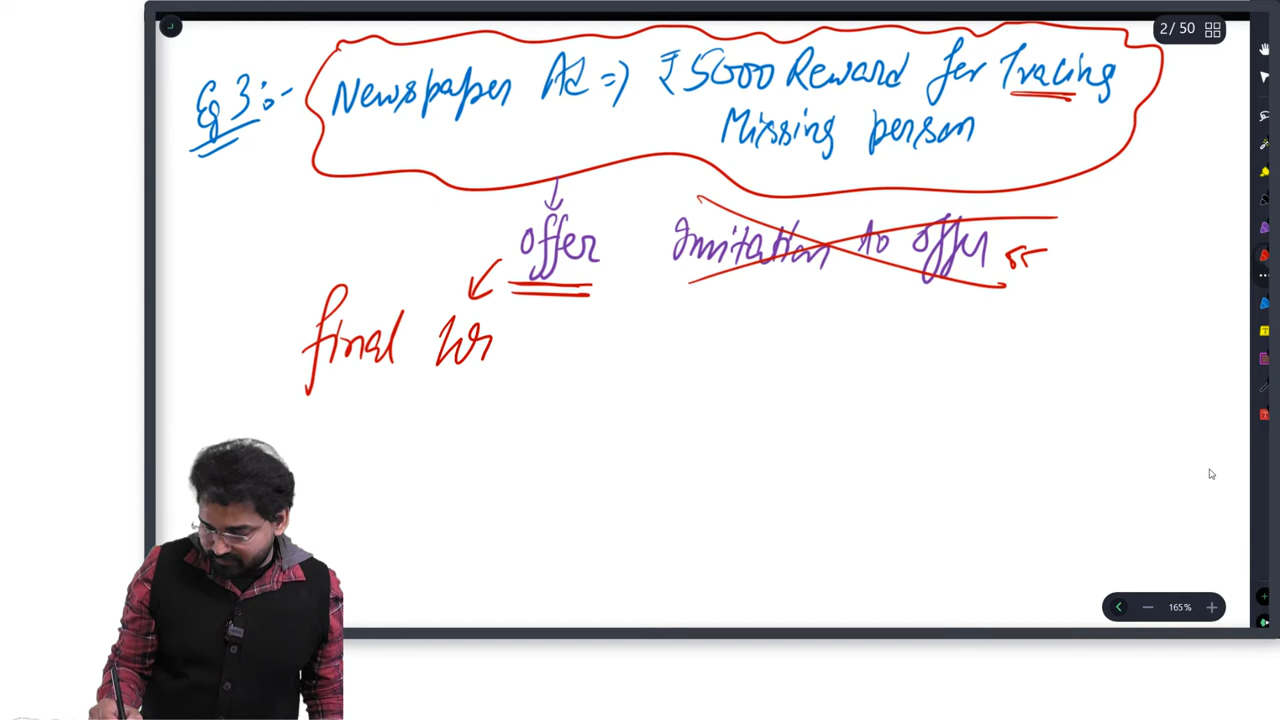 2/50
Eg 3:- Newspaper Ad => ₹5000 Reward for Tracing
Missing person
offer Invitation to offer
final
165%